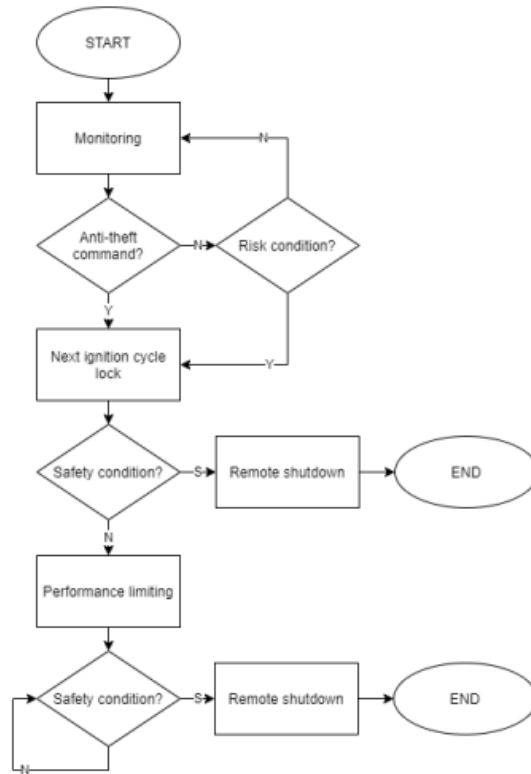 START
Monitoring
N
Anti-theft
command?
N
Risk condition?
Y
Next ignition cycle
lock
Y
Safety condition?
S
Remote shutdown
END
N
Performance limiting
Safety condition?
S
Remote shutdown
END
N